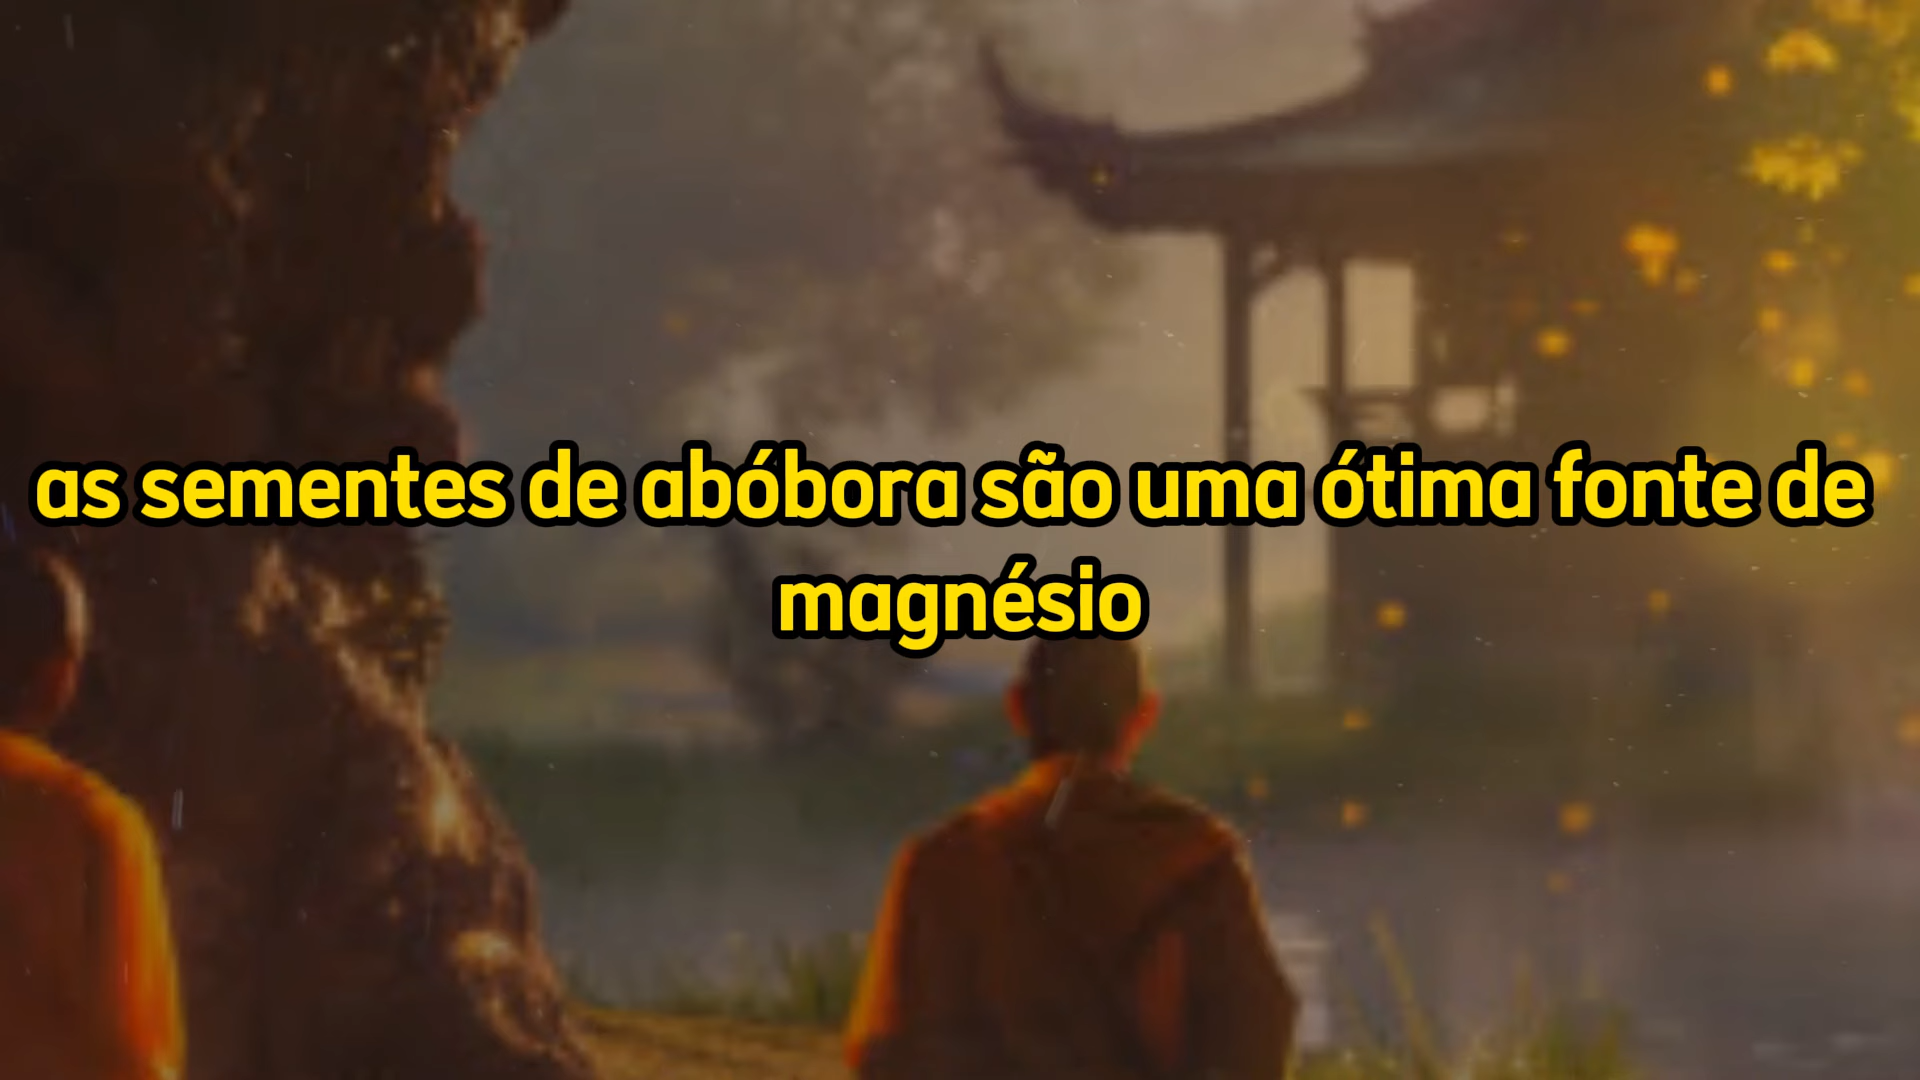 as sementes de abóbora são uma ótima fonte de
magnésio